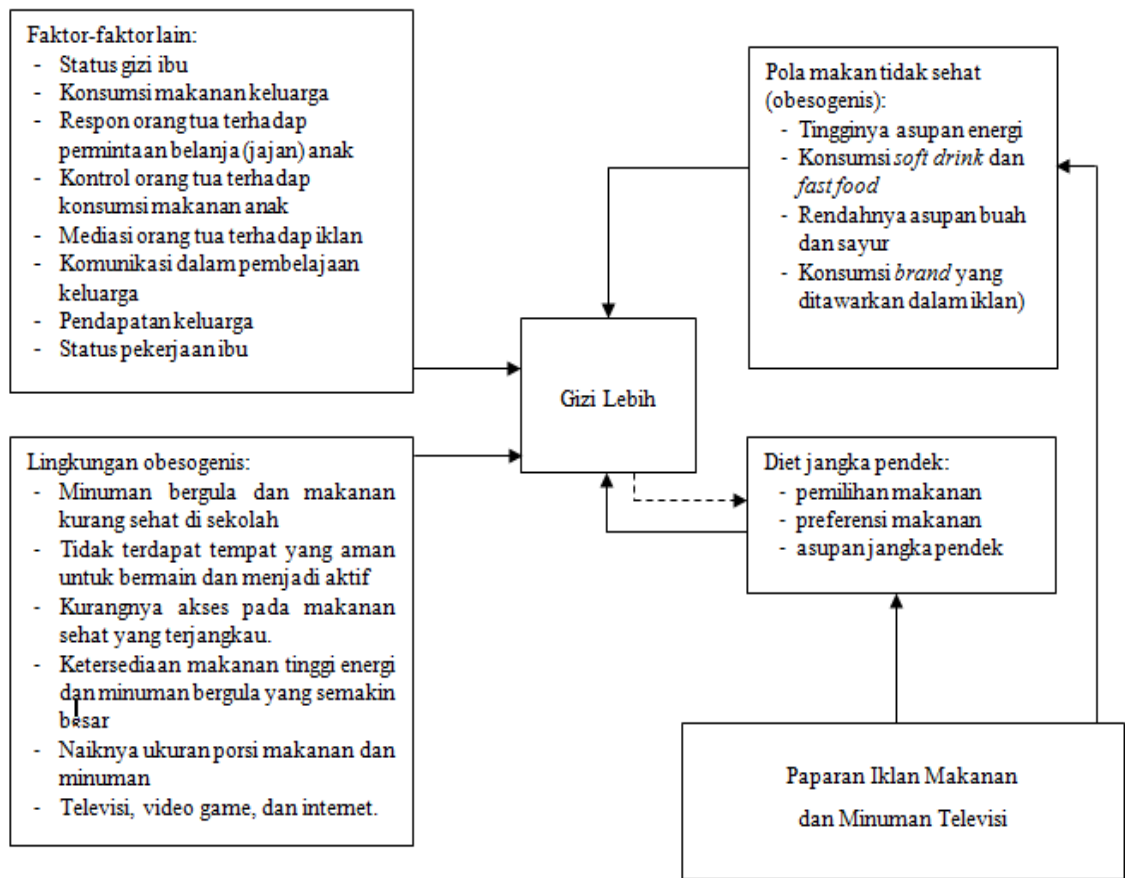 Faktor-faktor lain:
- Status gizi ibu
- Konsumsi makanan keluarga
- Respon orang tua terhadap
permintaan belanja (jajan) anak
- Kontrol orang tua terhadap
konsumsi makanan anak
- Mediasi orang tua terhadap iklan
- Komunikasi dalam pembelajaan
keluarga
- Pendapatan keluarga
- Status pekerjaan ibu
Pola makan tidak sehat
(obesogenis):
- Tingginya asupan energi
- Konsumsi soft drink dan
fast food
- Rendahnya asupan buah
dan sayur
- Konsumsi brand yang
ditawarkan dalam iklan)
Gizi Lebih
Lingkungan obesogenis:
- Minuman bergula dan makanan
kurang sehat di sekolah
- Tidak terdapat tempat yang aman
untuk bermain dan menjadi aktif
- Kurangnya akses pada makanan
sehat yang terjangkau.
- Ketersediaan makanan tinggi energi
dan minuman bergula yang semakin
besar
- Naiknya ukuran porsi makanan dan
minuman
- Televisi, video game, dan internet.
Diet jangka pendek:
- pemilihan makanan
- preferensi makanan
- asupan jangka pendek
Paparan Iklan Makanan
dan Minuman Televisi